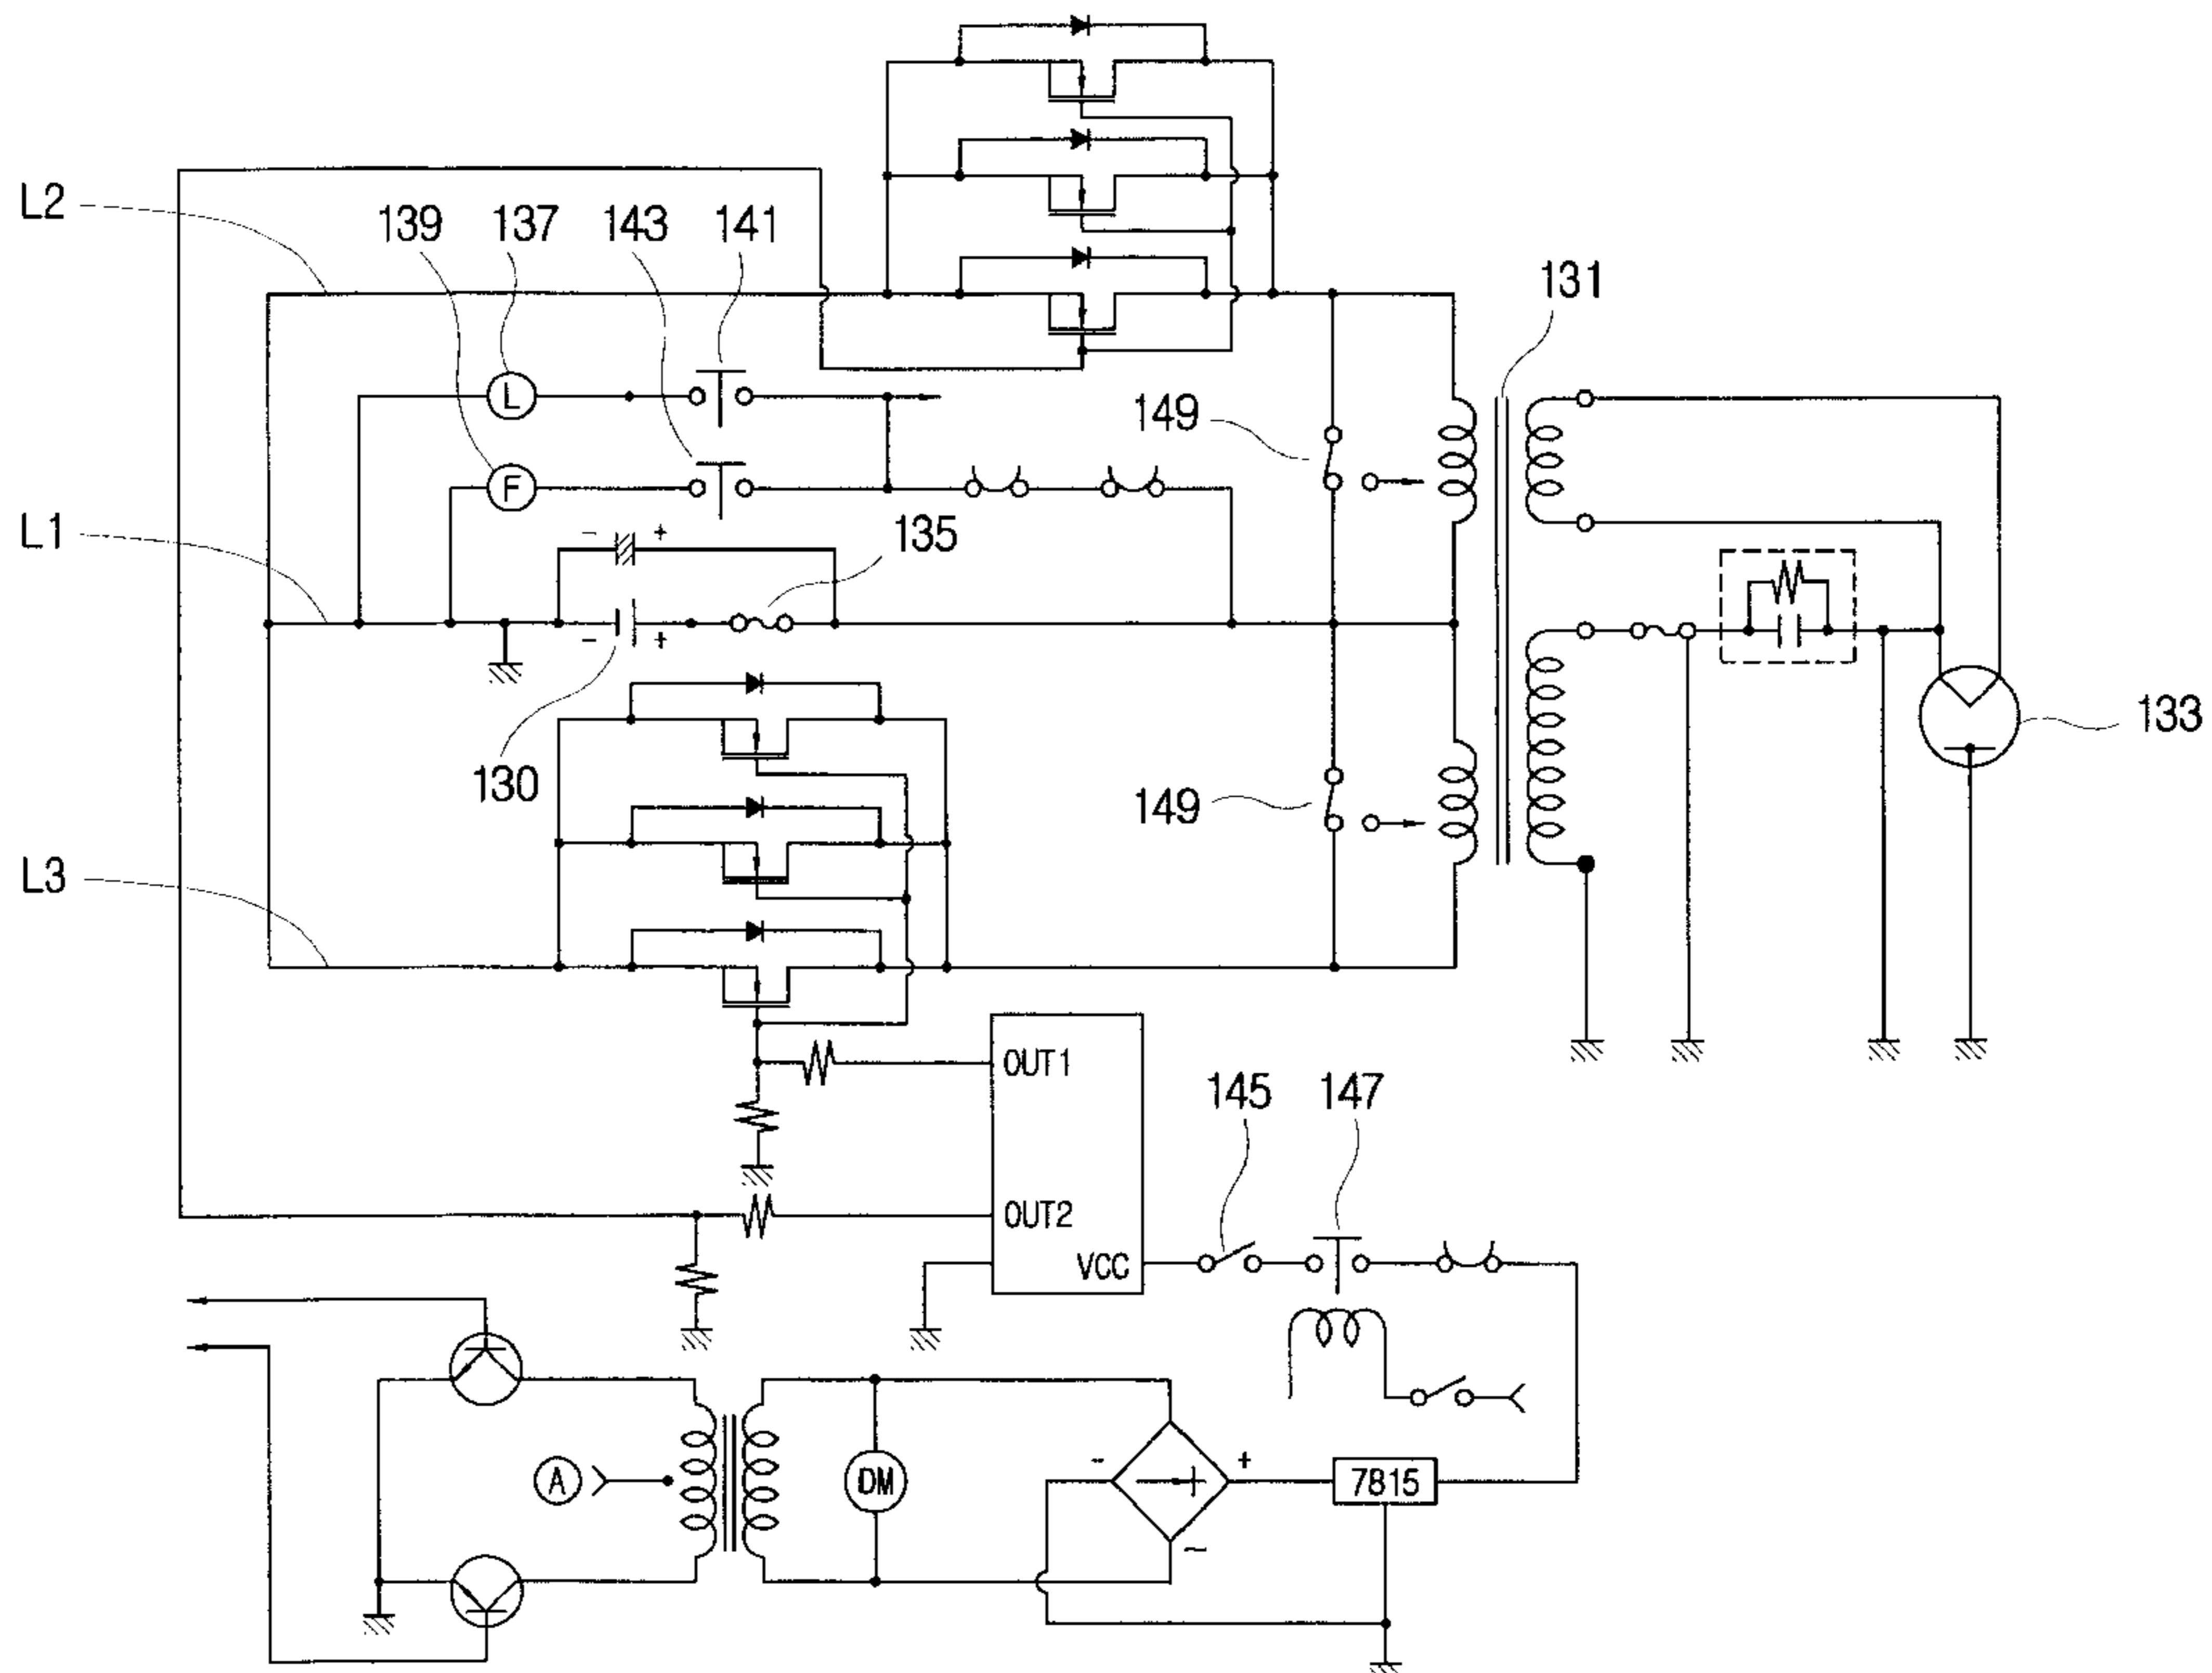 L2
139 137 143 141
131
L
149
F
L1
- +
135
- +
133
130
149
L3
OUT1
145 147
OUT2
VCC
A
DM
- +
7815
~